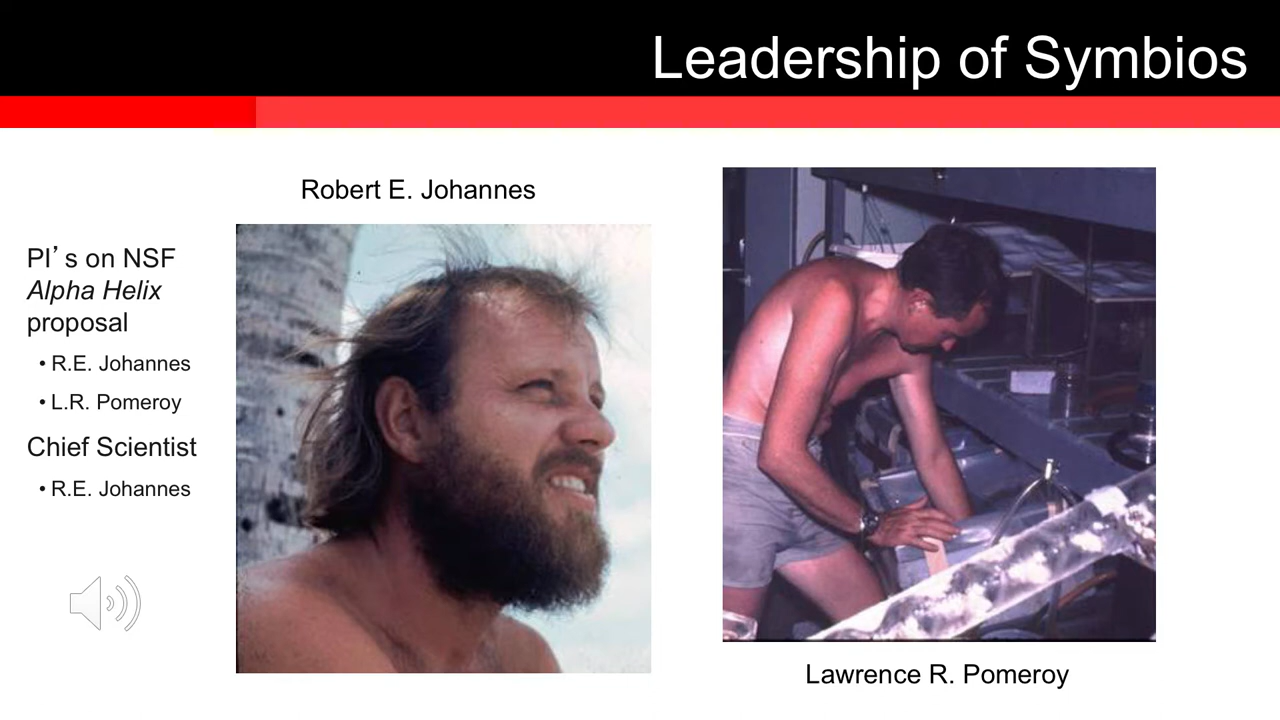 Leadership of Symbios
Robert E. Johannes
PI’s on NSF
Alpha Helix
proposal
• R.E. Johannes
• L.R. Pomeroy
Chief Scientist
• R.E. Johannes
Lawrence R. Pomeroy